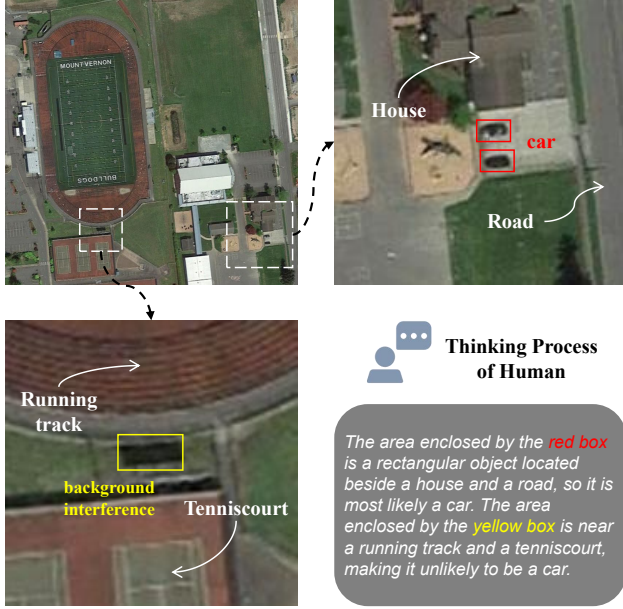 MOUNT VERNON
BULLDOGS
House
car
Road
Running
track
background
interference
Tenniscourt
Thinking Process
of Human
The area enclosed by the red box
is a rectangular object located
beside a house and a road, so it is
most likely a car. The area
enclosed by the yellow box is near
a running track and a tenniscourt,
making it unlikely to be a car.